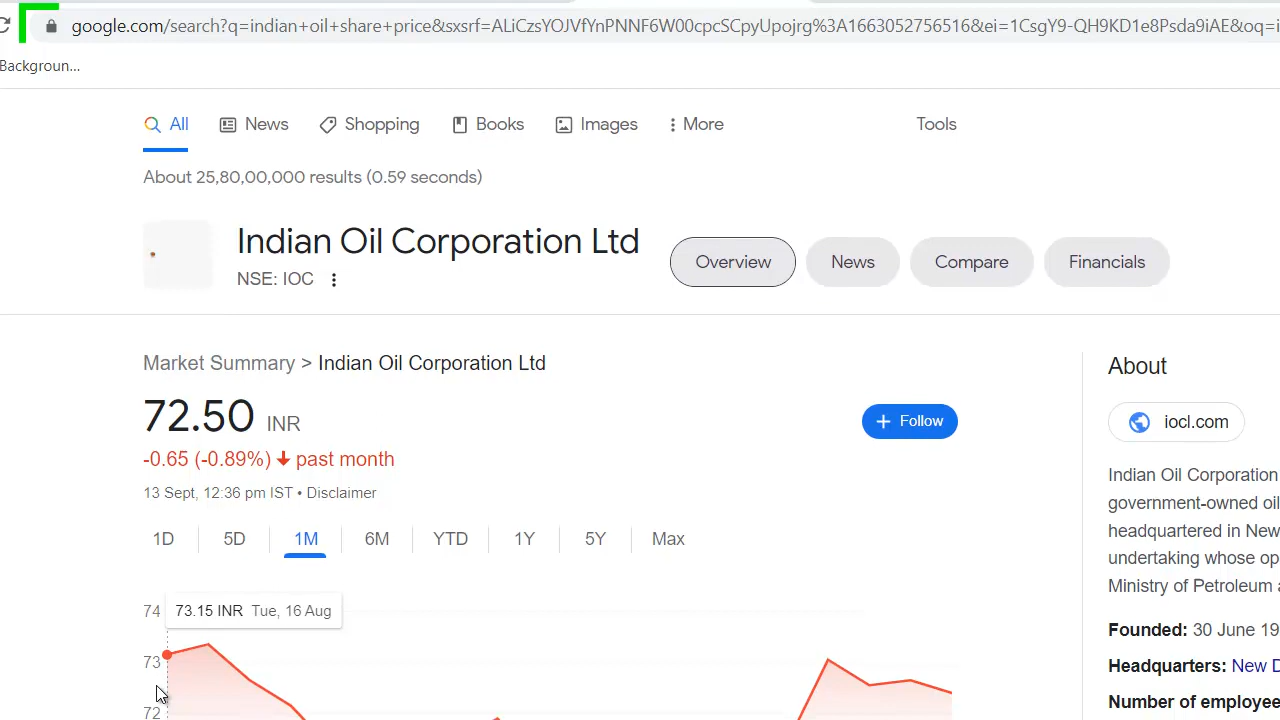 google.com/search?q=indian+oil+share+price&sxsrf=ALiCzsYOJVfYnPNNF6W00cpcSCpyUpojrg%3A1663052756516&ei=1CsgY9-QH9KD1e8Psda9iAE&oq=i
Backgroun...
All News Shopping Books Images More Tools
About 25,80,00,000 results (0.59 seconds)
Indian Oil Corporation Ltd
NSE: IOC
Overview News Compare Financials
Market Summary > Indian Oil Corporation Ltd
72.50 INR
Follow
-0.65 (-0.89%) past month
13 Sept, 12:36 pm IST • Disclaimer
1D 5D 1M 6M YTD 1Y 5Y Max
74
73.15 INR Tue, 16 Aug
73
72
About
iocl.com
Indian Oil Corporation
government-owned oil
headquartered in New
undertaking whose op
Ministry of Petroleum a
Founded: 30 June 19
Headquarters: New D
Number of employee